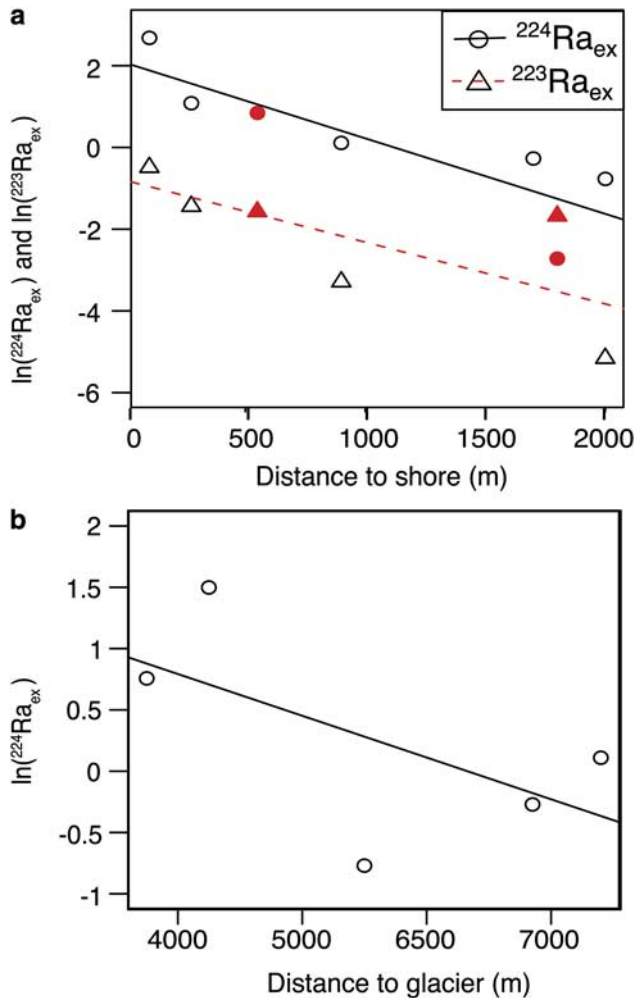 a
²²⁴Raₑₓ
²²³Raₑₓ
ln(²²⁴Raₑₓ) and ln(²²³Raₑₓ)
2
0
-2
-4
-6
0 500 1000 1500 2000
Distance to shore (m)
b
ln(²²⁴Raₑₓ)
2
1.5
1
0.5
0
-0.5
-1
4000 5000 6500 7000
Distance to glacier (m)